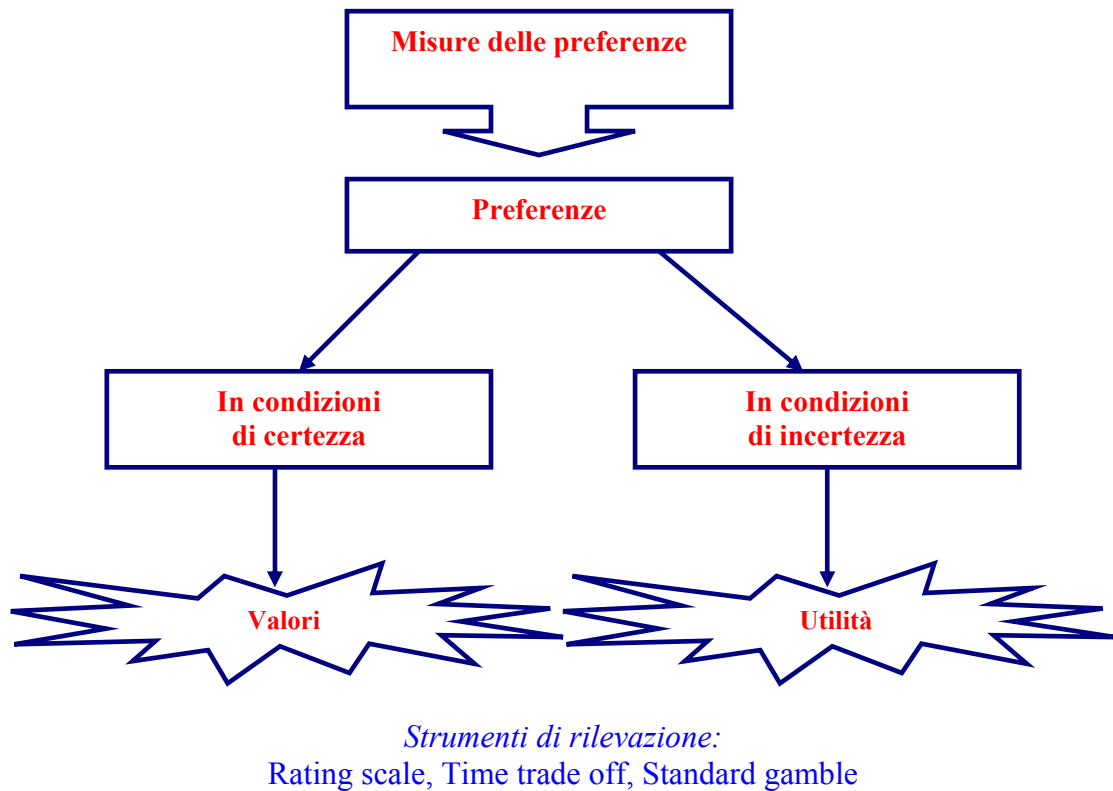 Misure delle preferenze
Preferenze
In condizioni
di certezza
In condizioni
di incertezza
Valori
Utilità
Strumenti di rilevazione:
Rating scale, Time trade off, Standard gamble